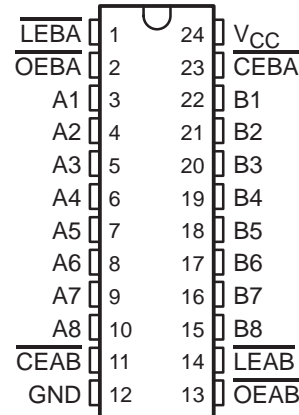 LEBA 1 24 VCC
OEBA 2 23 CEBA
A1 3 22 B1
A2 4 21 B2
A3 5 20 B3
A4 6 19 B4
A5 7 18 B5
A6 8 17 B6
A7 9 16 B7
A8 10 15 B8
CEAB 11 14 LEAB
GND 12 13 OEAB